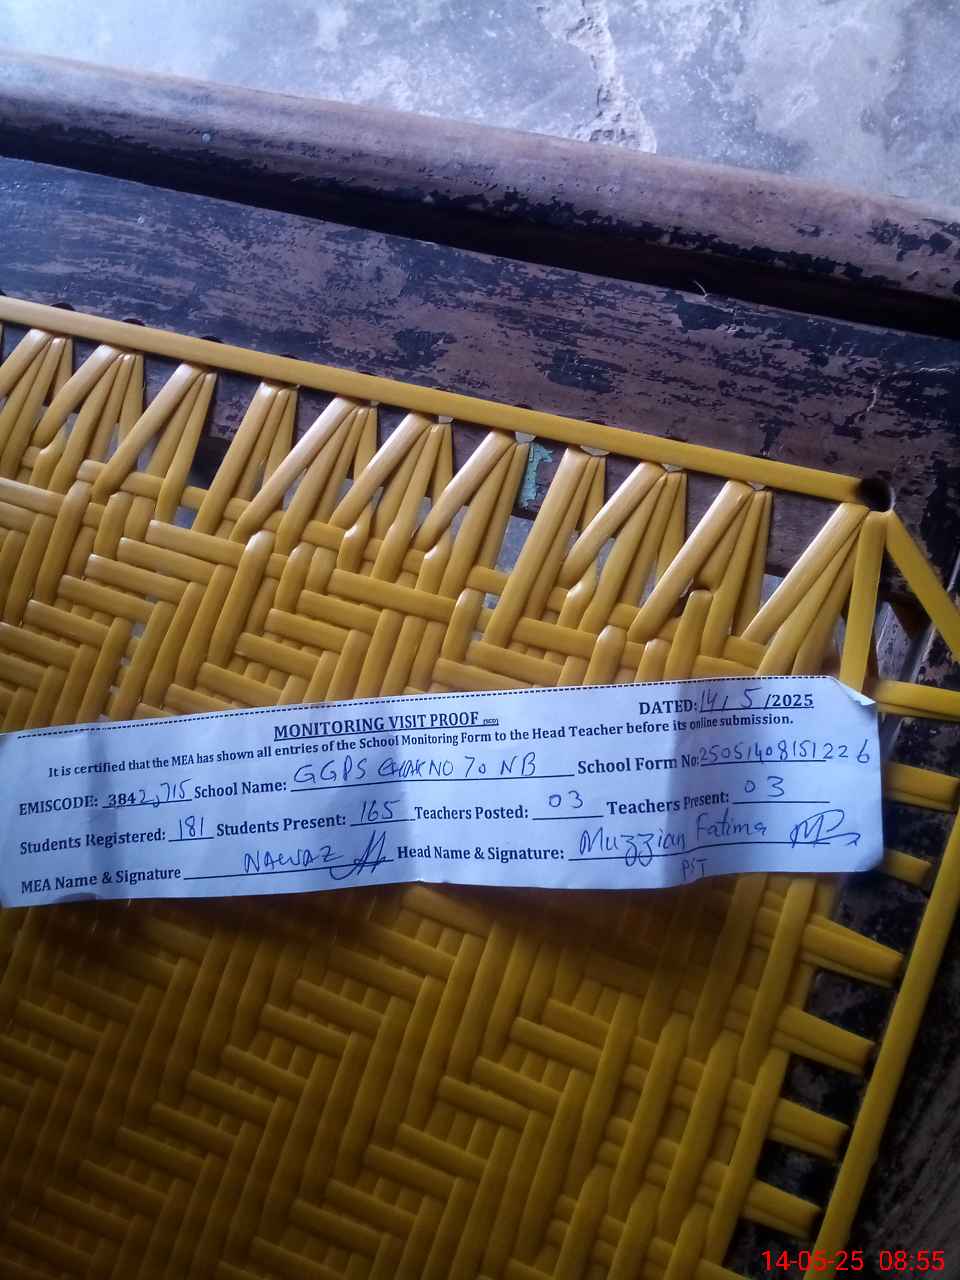 MONITORING VISIT PROOF (SED) DATED: 14/5/2025
It is certified that the MEA has shown all entries of the School Monitoring Form to the Head Teacher before its online submission.
EMISCODE: 3842715 School Name: GGPS CHAK NO 70 NB School Form No: 25051408151226
Students Registered: 181 Students Present: 165 Teachers Posted: 03 Teachers Present: 03
MEA Name & Signature NAWAZ Head Name & Signature: Muzzian Fatima
PST
14-05-25 08:55